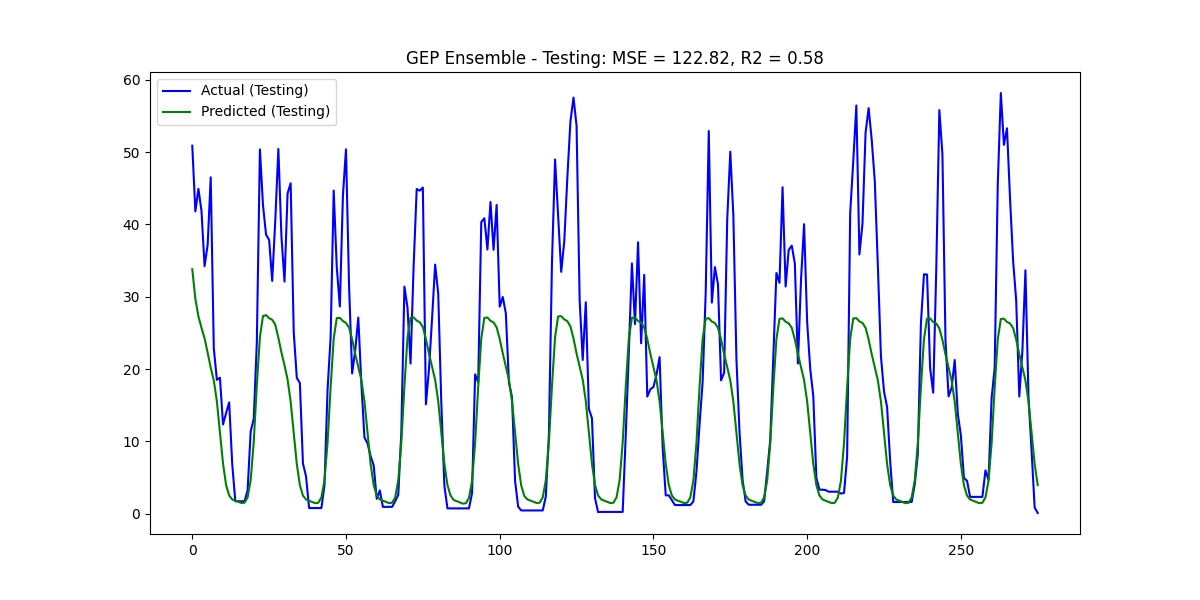 GEP Ensemble - Testing: MSE = 122.82, R2 = 0.58
Actual (Testing)
Predicted (Testing)
60
50
40
30
20
10
0
0 50 100 150 200 250